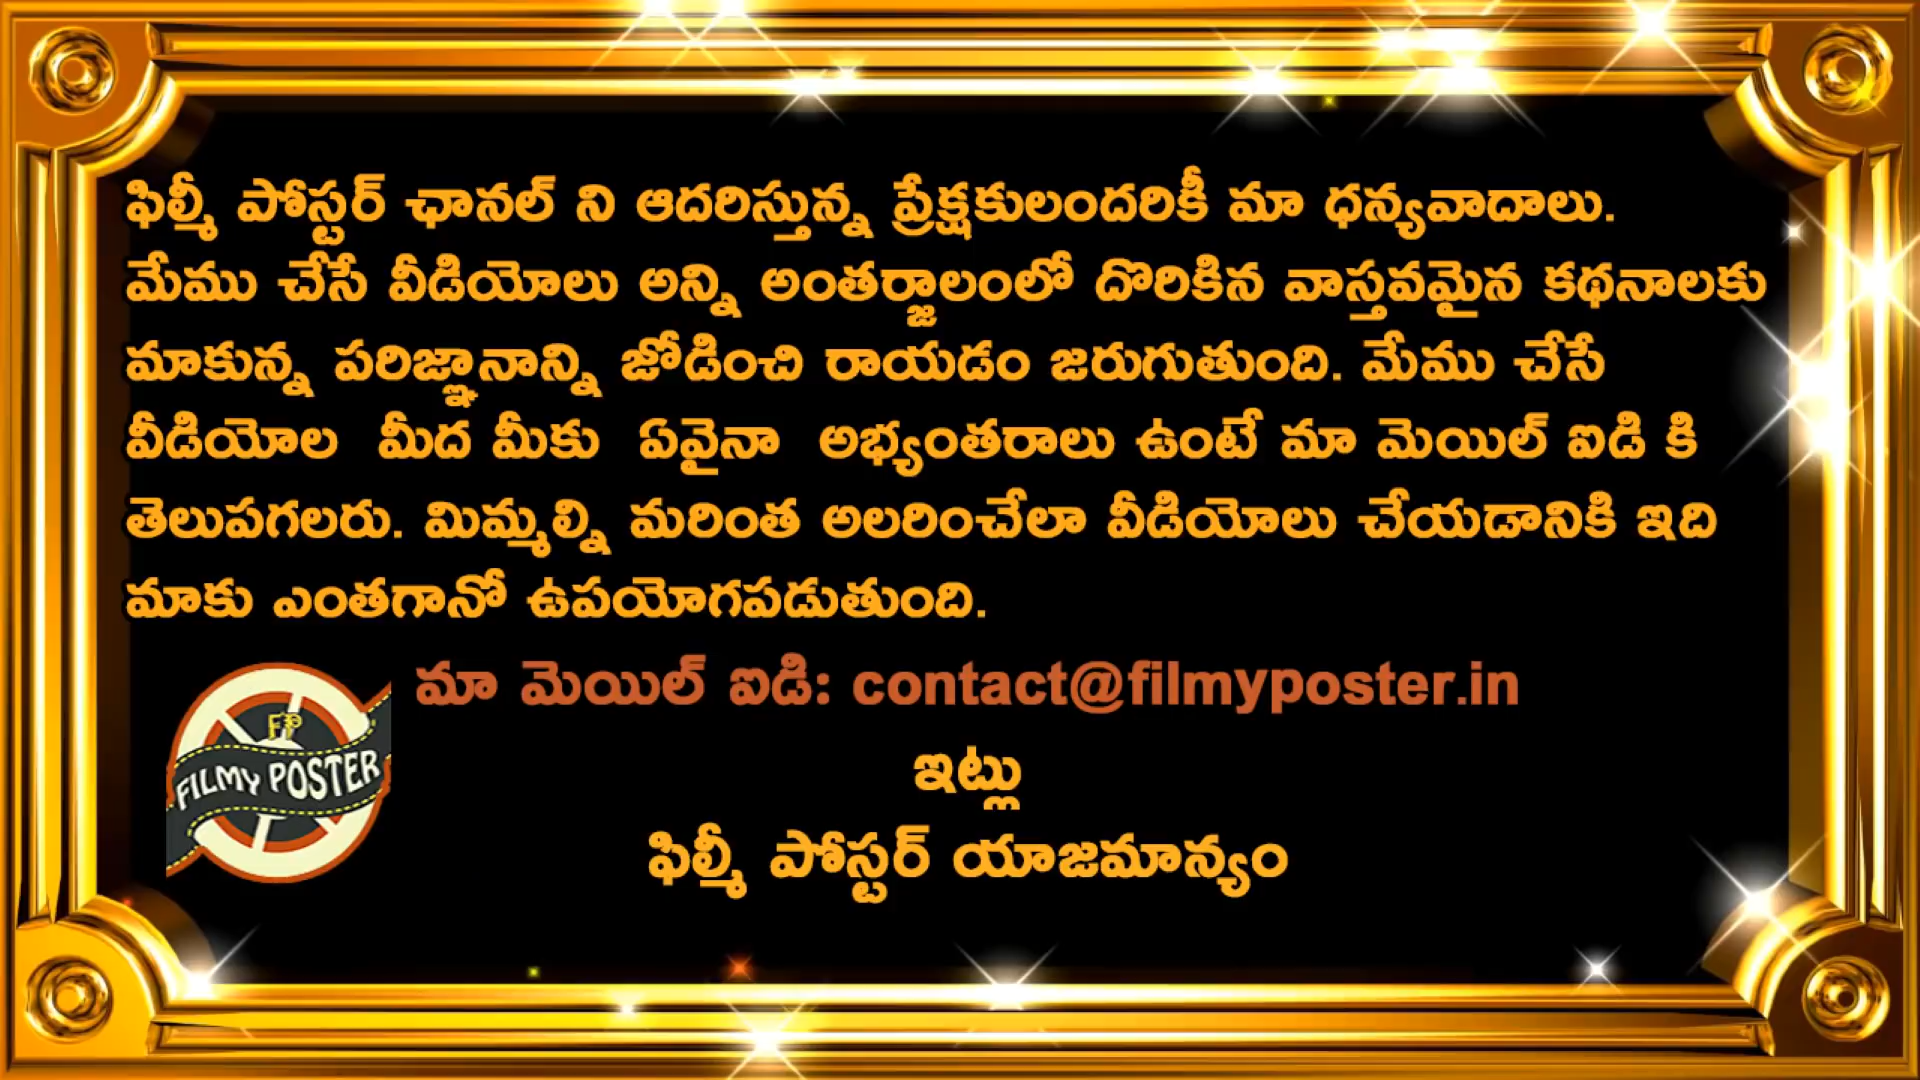 ఫిల్మీ పోస్టర్ ఛానల్ ని ఆదరిస్తున్న ప్రేక్షకులందరికీ మా ధన్యవాదాలు.
మేము చేసే వీడియోలు అన్ని అంతర్జాలంలో దొరికిన వాస్తవమైన కథనాలకు
మాకున్న పరిజ్ఞానాన్ని జోడించి రాయడం జరుగుతుంది. మేము చేసే
వీడియోల మీద మీకు ఏవైనా అభ్యంతరాలు ఉంటే మా మెయిల్ ఐడి కి
తెలుపగలరు. మిమ్మల్ని మరింత అలరించేలా వీడియోలు చేయడానికి ఇది
మాకు ఎంతగానో ఉపయోగపడుతుంది.
మా మెయిల్ ఐడి: contact@filmyposter.in
FP
FILMY POSTER
ఇట్లు
ఫిల్మీ పోస్టర్ యాజమాన్యం